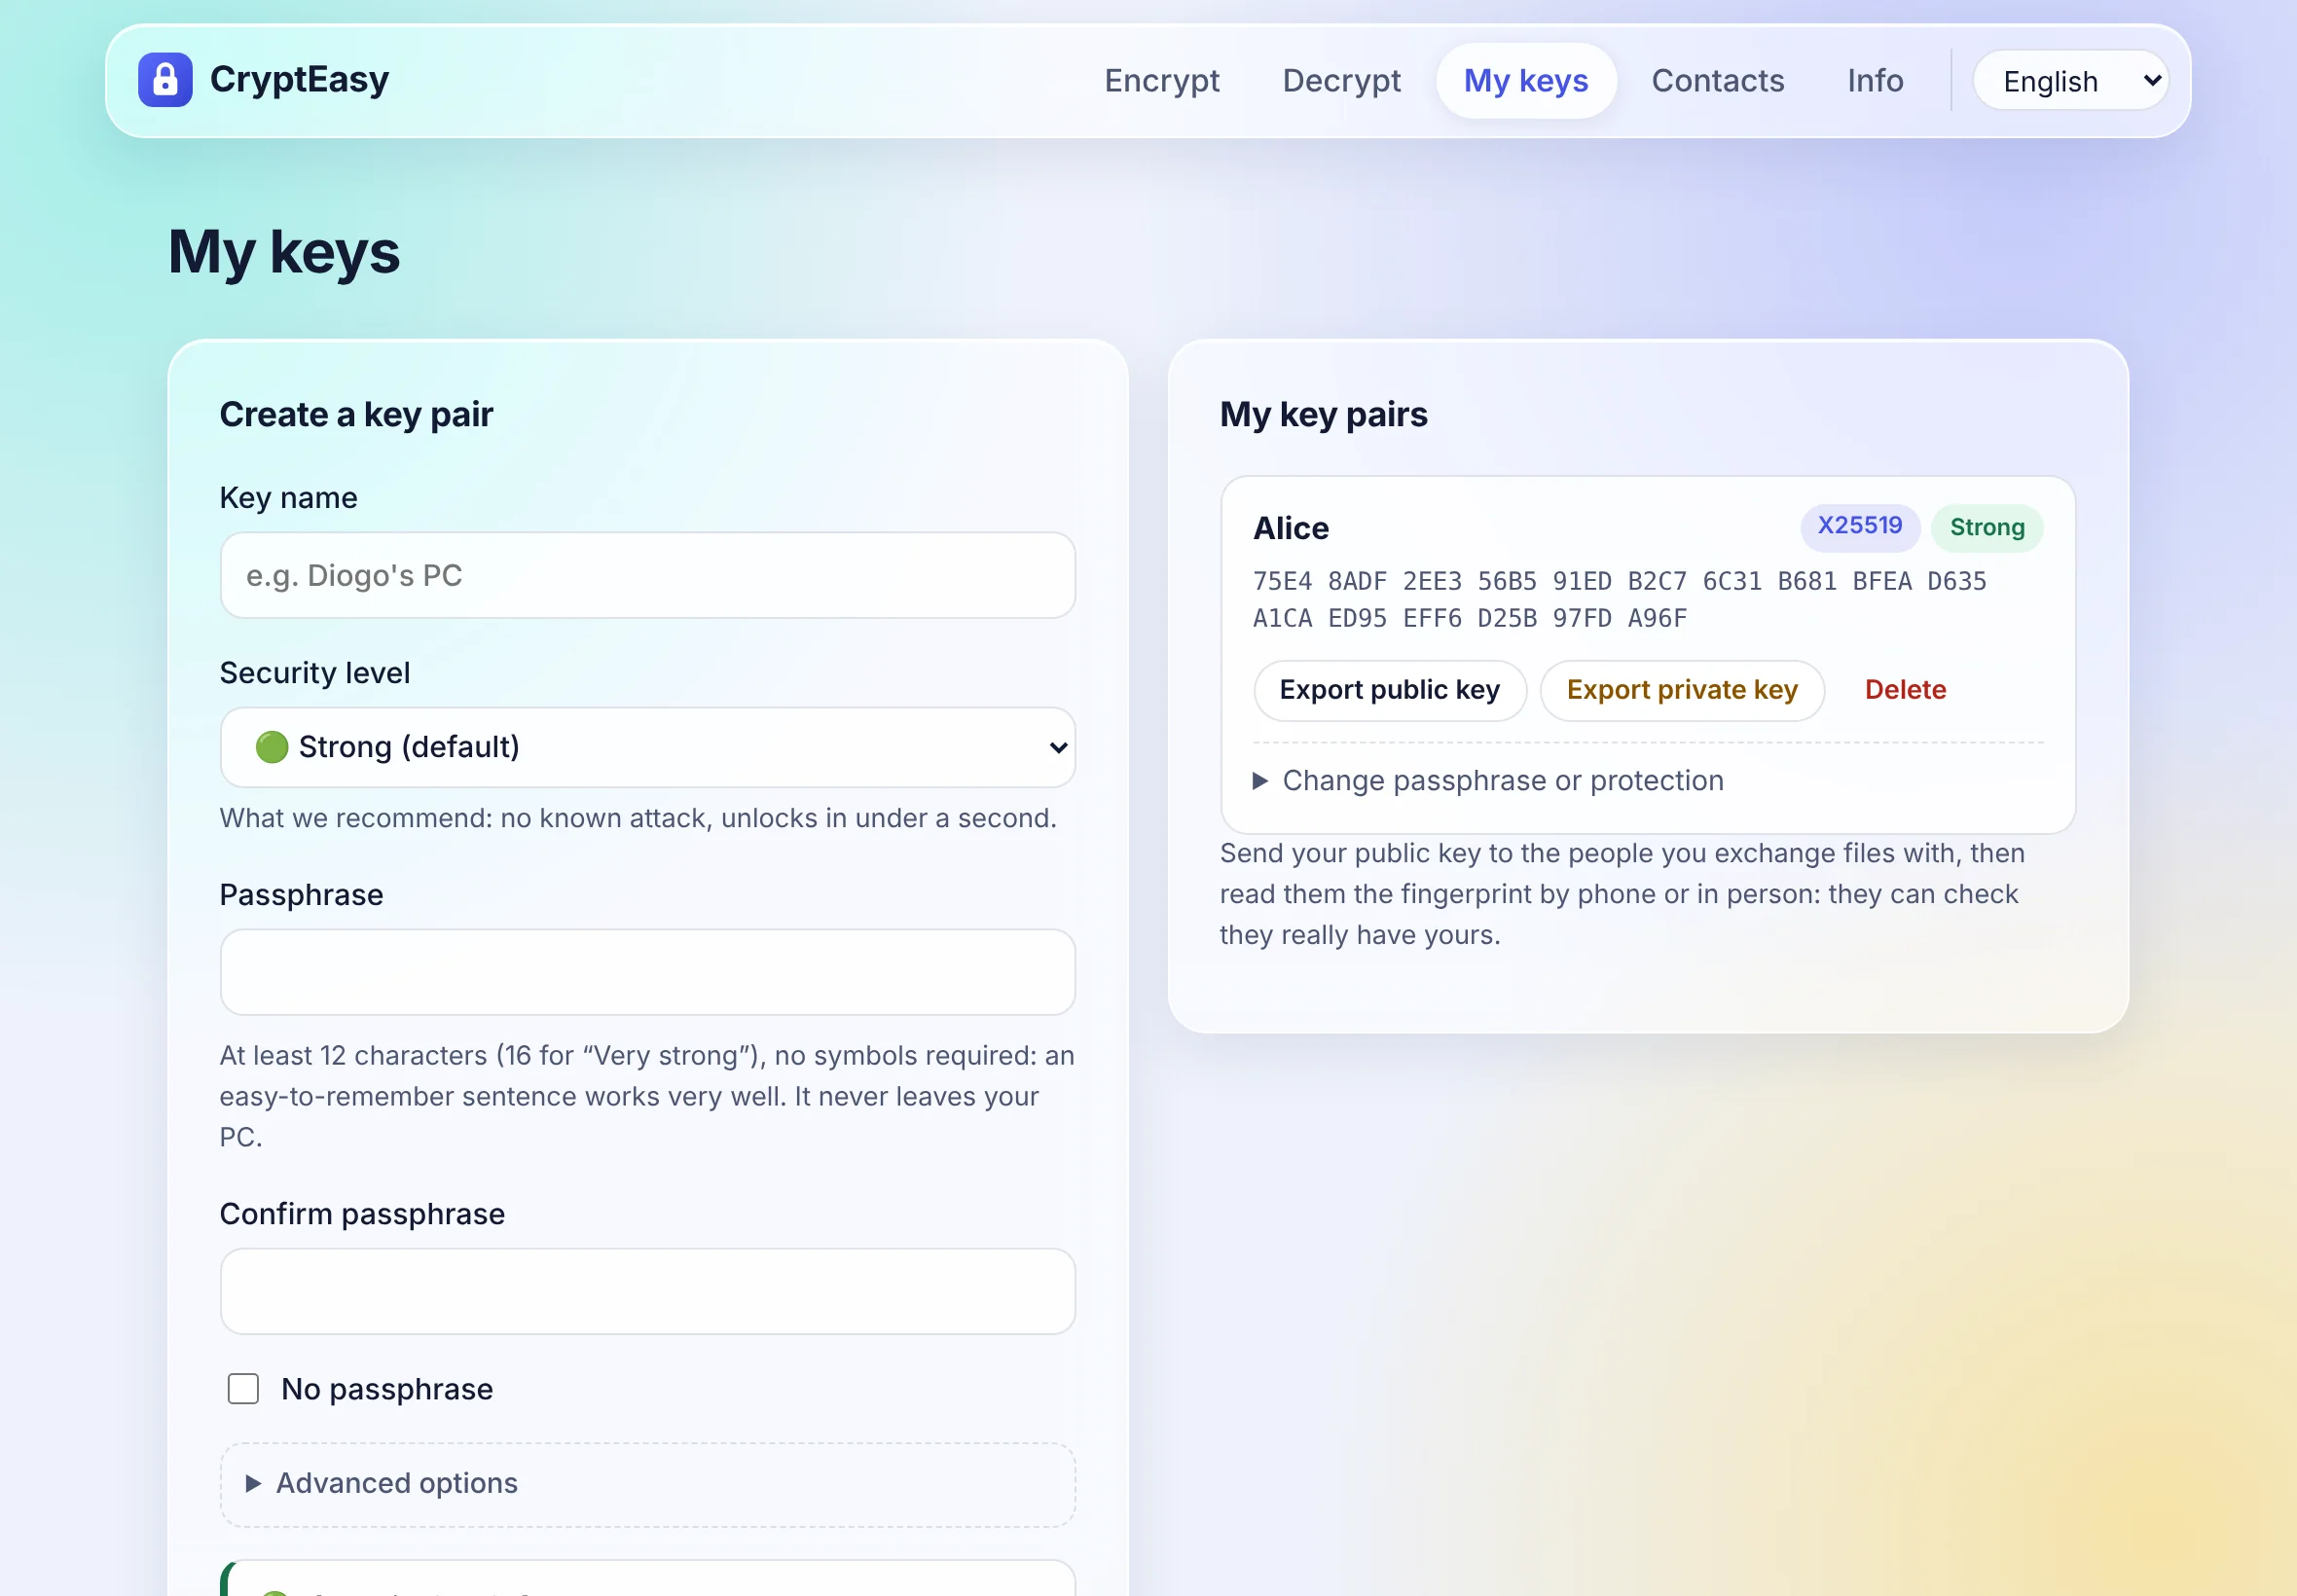 CryptEasy
Encrypt
Decrypt
My keys
Contacts
Info
English
My keys
Create a key pair
Key name
e.g. Diogo's PC
Security level
Strong (default)
What we recommend: no known attack, unlocks in under a second.
Passphrase
At least 12 characters (16 for “Very strong”), no symbols required: an
easy-to-remember sentence works very well. It never leaves your
PC.
Confirm passphrase
No passphrase
Advanced options
My key pairs
Alice
X25519
Strong
75E4 8ADF 2EE3 56B5 91ED B2C7 6C31 B681 BFEA D635
A1CA ED95 EFF6 D25B 97FD A96F
Export public key
Export private key
Delete
Change passphrase or protection
Send your public key to the people you exchange files with, then
read them the fingerprint by phone or in person: they can check
they really have yours.